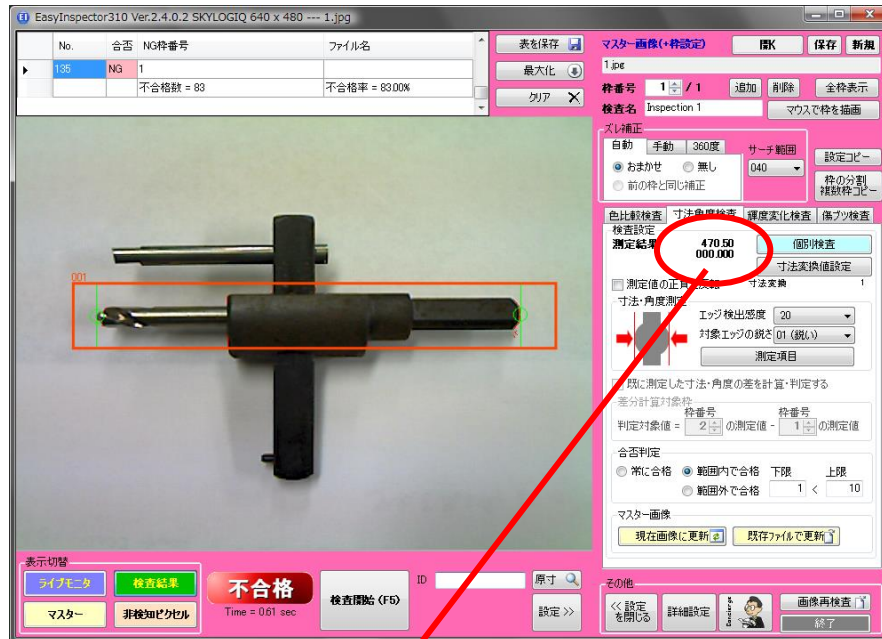 EasyInspector310 Ver.2.4.0.2 SKYLOGIQ 640 x 480 --- 1.jpg
No. 合否 NG枠番号 ファイル名
135 NG 1
不合格数 = 83 不合格率 = 83.00%
表を保存
最大化
クリア
マスター画像(+枠設定) 開K 保存 新規
1.jpg
枠番号 1 / 1 追加 削除 全枠表示
検査名 Inspection 1 マウスで枠を描画
ズレ補正
自動 手動 360度 サーチ範囲
おまかせ 無し 040
前の枠と同じ補正
設定コピー
枠の分割
複数枠コピー
色比較検査 寸法角度検査 輝度変化検査 傷ブツ検査
検査設定
測定結果 470.50 個別検査
000.000
寸法変換値設定
測定値の正負 寸法変換 1
寸法・角度測定
エッジ検出感度 20
対象エッジの鋭さ 01 (鋭い)
測定項目
既に測定した寸法・角度の差を計算・判定する
差分計算対象枠
枠番号 枠番号
判定対象値 = 2 の測定値 - 1 の測定値
合否判定
常に合格 範囲内で合格 下限 上限
範囲外で合格 1 < 10
マスター画像
現在画像に更新 既存ファイルで更新
001
表示切替
ライブモニタ 検査結果
マスター 非検知ピクセル
不合格
Time = 0.61 sec
検査開始 (F5)
ID
原寸
設定 >>
その他
<< 設定
を閉じる
詳細設定
画像再検査
終了